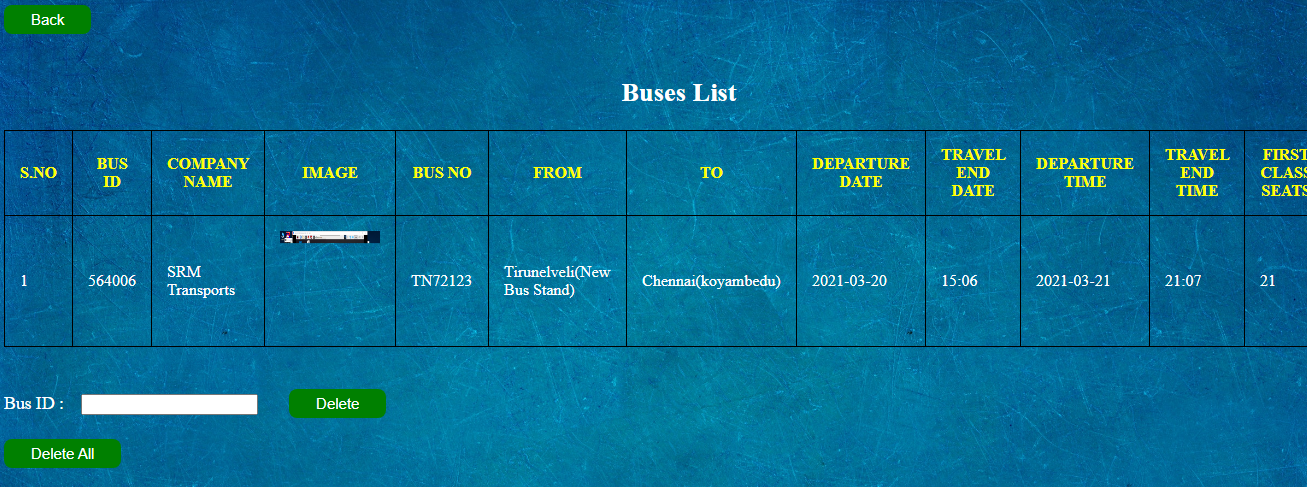 Back
Buses List
S.NO BUS ID COMPANY NAME IMAGE BUS NO FROM TO DEPARTURE DATE TRAVEL END DATE DEPARTURE TIME TRAVEL END TIME FIRST CLASS SEATS
1 564006 SRM Transports TN72123 Tirunelveli(New Bus Stand) Chennai(koyambedu) 2021-03-20 15:06 2021-03-21 21:07 21
Bus ID : Delete
Delete All